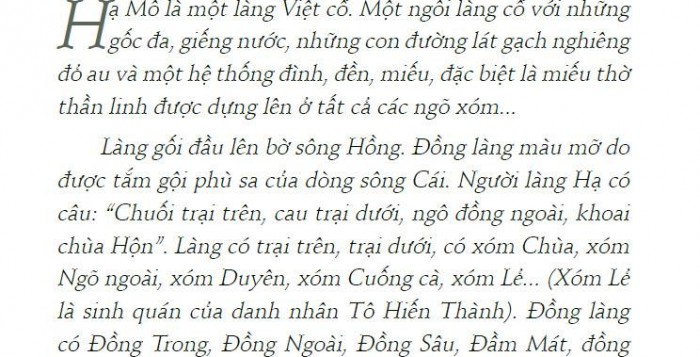 Hạ Mỗ là một làng Việt cổ. Một ngôi làng cổ với những
gốc đa, giếng nước, những con đường lát gạch nghiêng
đỏ au và một hệ thống đình, đền, miếu, đặc biệt là miếu thờ
thần linh được dựng lên ở tất cả các ngõ xóm...
Làng gối đầu lên bờ sông Hồng. Đồng làng màu mỡ do
được tắm gội phù sa của dòng sông Cái. Người làng Hạ có
câu: “Chuối trại trên, cau trại dưới, ngô đồng ngoài, khoai
chùa Hộn”. Làng có trại trên, trại dưới, có xóm Chùa, xóm
Ngõ ngoài, xóm Duyên, xóm Cuống cà, xóm Lẻ... (Xóm Lẻ
là sinh quán của danh nhân Tô Hiến Thành). Đồng làng
có Đồng Trong, Đồng Ngoài, Đồng Sâu, Đầm Mát, đồng